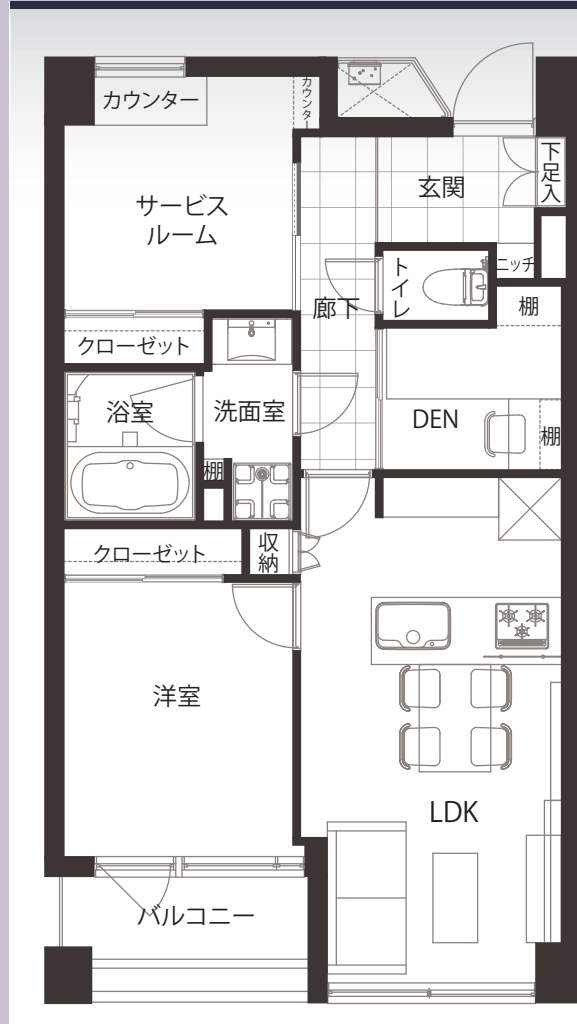 カウンター
カウンター
サービス
ルーム
玄関
下足入
トイレ
ニッチ
廊下
棚
クローゼット
浴室
洗面室
DEN
棚
棚
クローゼット
収納
洋室
LDK
バルコニー